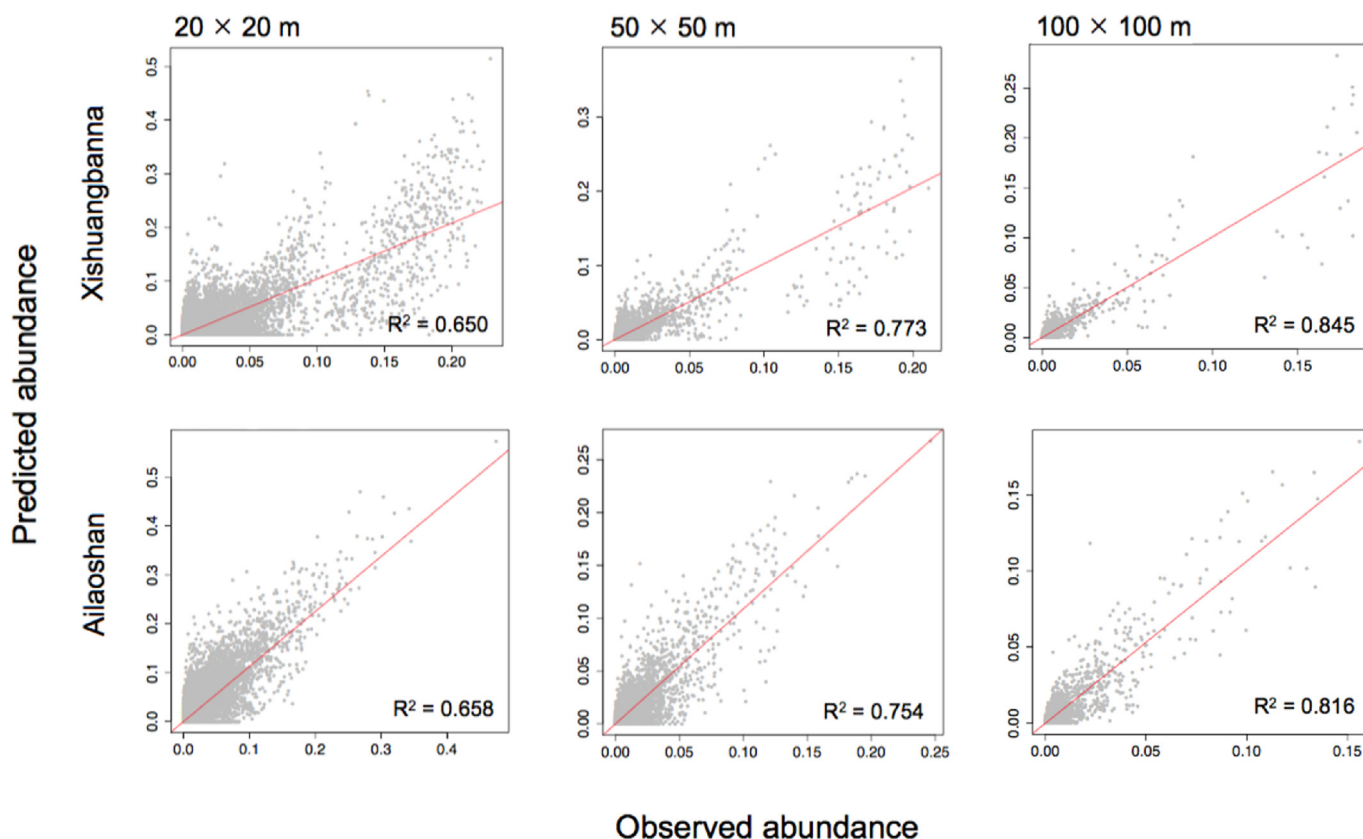 20 × 20 m
50 × 50 m
100 × 100 m
Predicted abundance
Xishuangbanna
0.0 0.1 0.2 0.3 0.4 0.5
R² = 0.650
0.00 0.05 0.10 0.15 0.20
0.0 0.1 0.2 0.3
R² = 0.773
0.00 0.05 0.10 0.15 0.20
0.00 0.05 0.10 0.15 0.20 0.25
R² = 0.845
0.00 0.05 0.10 0.15
Ailaoshan
0.0 0.1 0.2 0.3 0.4 0.5
R² = 0.658
0.0 0.1 0.2 0.3 0.4
0.00 0.05 0.10 0.15 0.20 0.25
R² = 0.754
0.00 0.05 0.10 0.15 0.20 0.25
0.00 0.05 0.10 0.15
R² = 0.816
0.00 0.05 0.10 0.15
Observed abundance